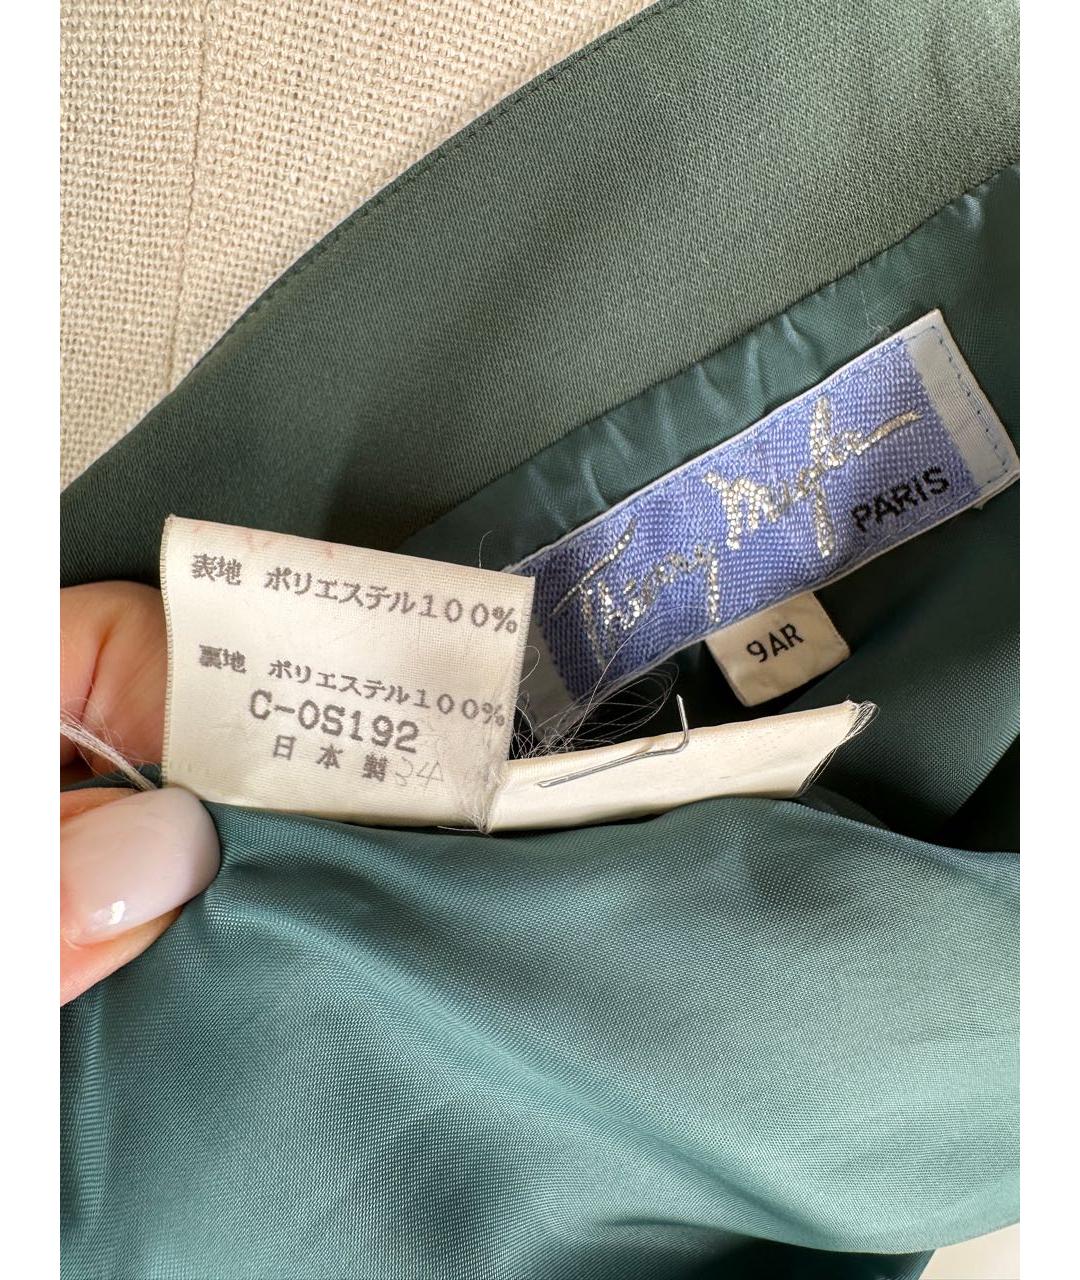 表地 ポリエステル100%
裏地 ポリエステル100%
C-0S192
日本製 34
Thierry Mugler
PARIS
9AR